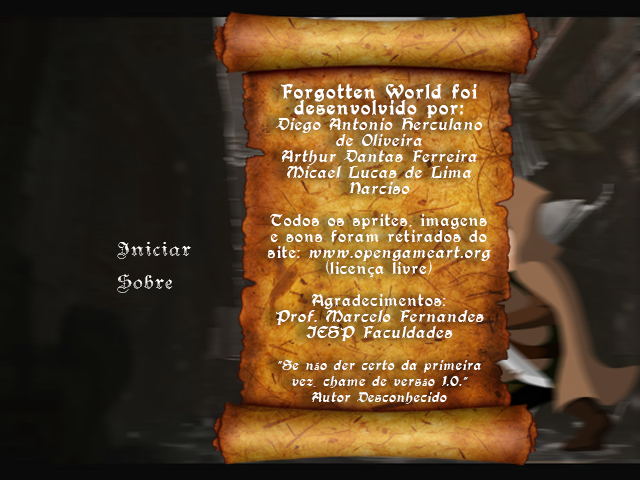 Forgotten World foi
desenvolvido por:
Diego Antonio Herculano
de Oliveira
Arthur Dantas Ferreira
Micael Lucas de Lima
Narciso
Todos os sprites, imagens
e sons foram retirados do
site: www.opengameart.org
(licença livre)
Agradecimentos:
Prof. Marcelo Fernandes
IESP Faculdades
"Se não der certo da primeira
vez, chame de versão 1.0."
Autor Desconhecido
Iniciar
Sobre